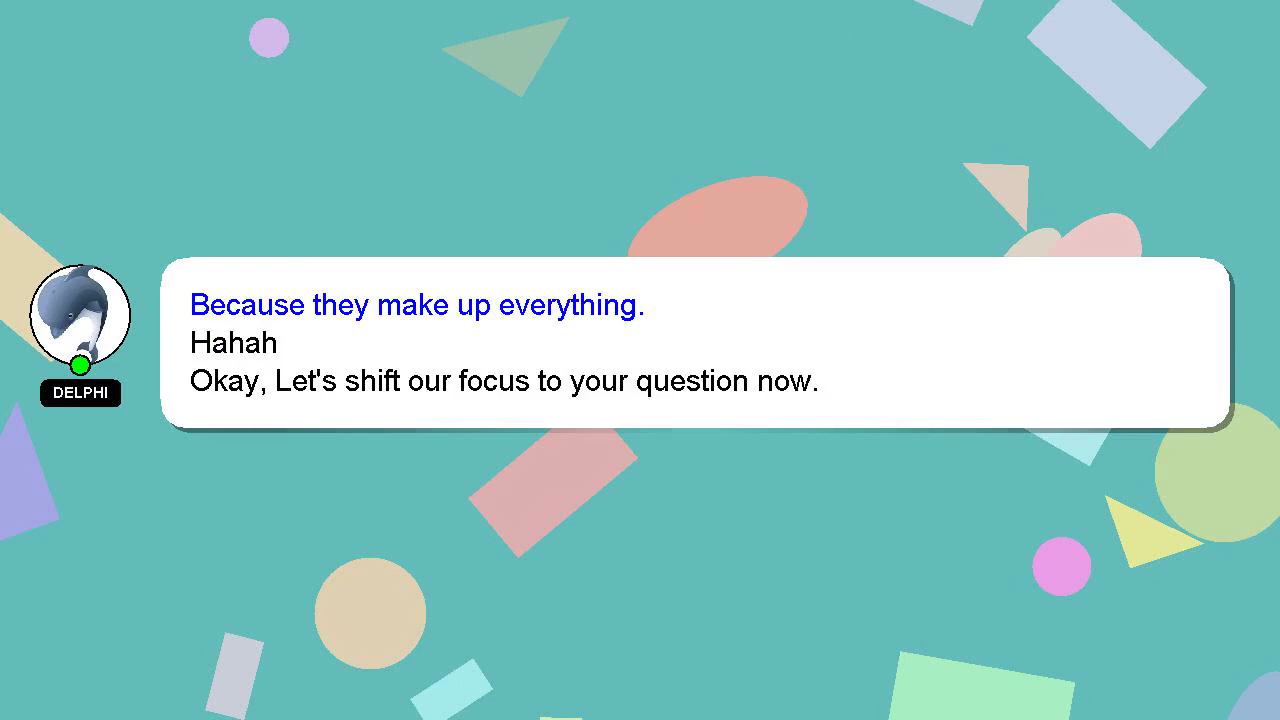 Because they make up everything.
Hahah
Okay, Let's shift our focus to your question now.
DELPHI